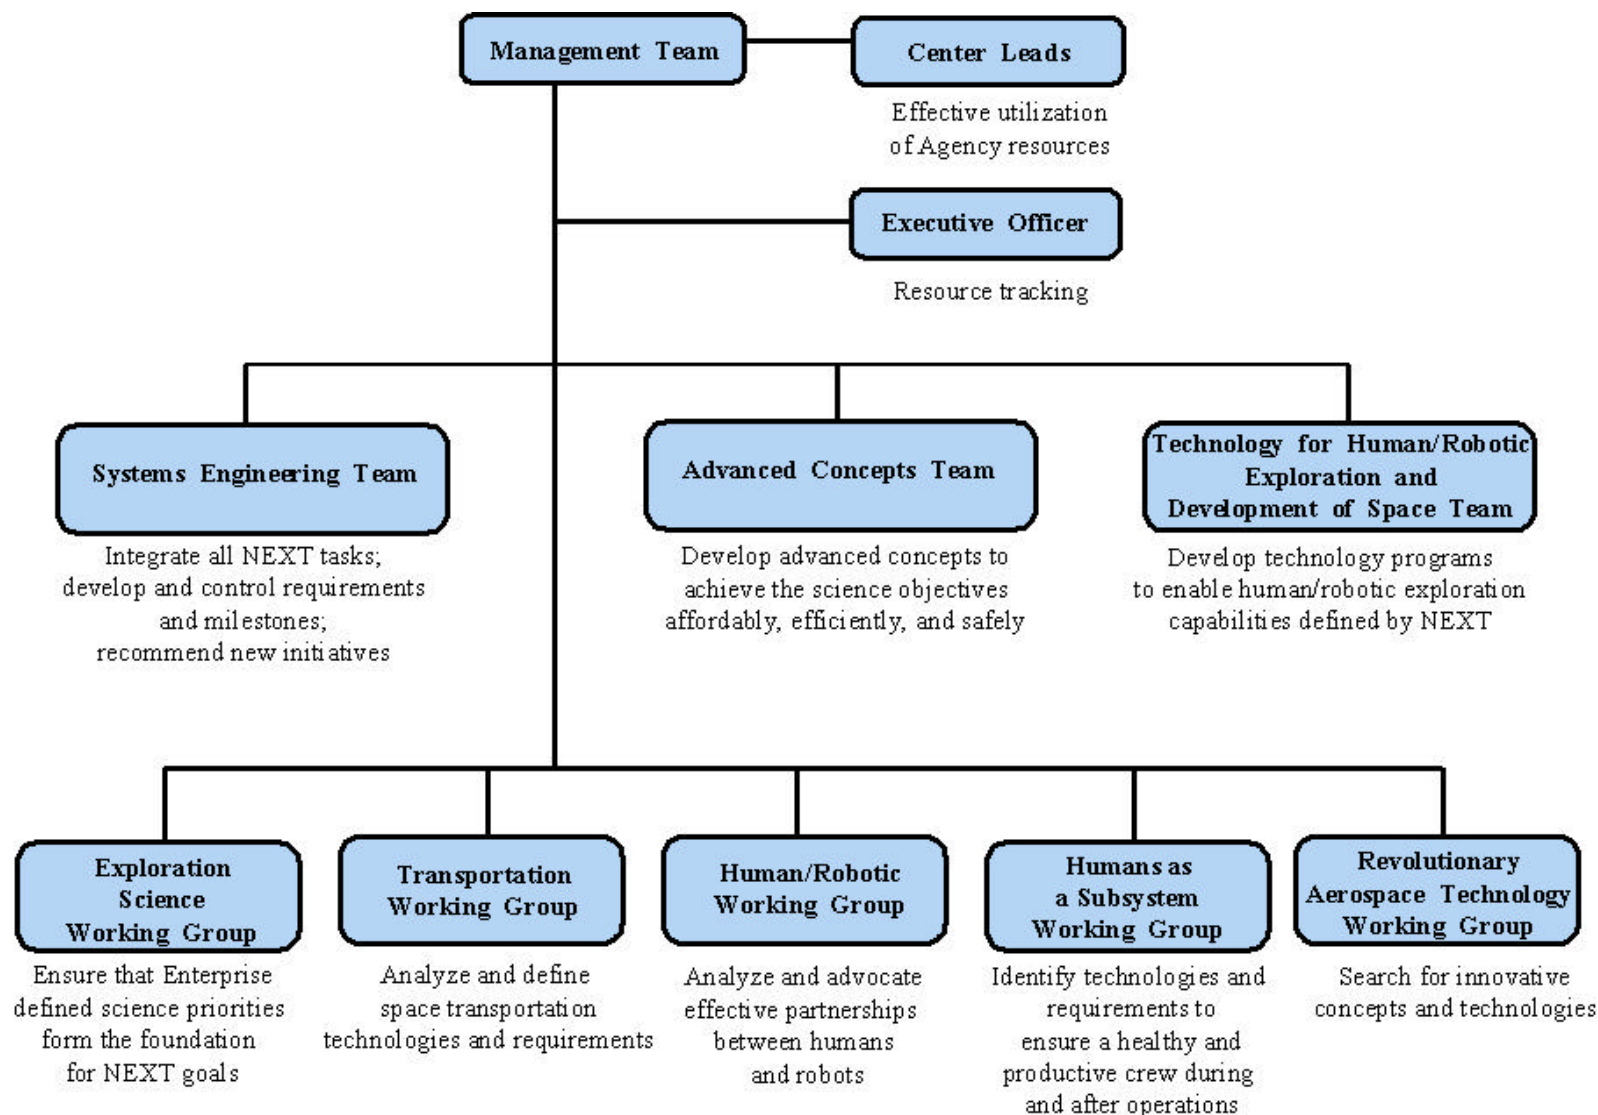 Management Team
Center Leads
Effective utilization
of Agency resources
Executive Officer
Resource tracking
Systems Engineering Team
Integrate all NEXT tasks;
develop and control requirements
and milestones;
recommend new initiatives
Advanced Concepts Team
Develop advanced concepts to
achieve the science objectives
affordably, efficiently, and safely
Technology for Human/Robotic
Exploration and
Development of Space Team
Develop technology programs
to enable human/robotic exploration
capabilities defined by NEXT
Exploration
Science
Working Group
Ensure that Enterprise
defined science priorities
form the foundation
for NEXT goals
Transportation
Working Group
Analyze and define
space transportation
technologies and requirements
Human/Robotic
Working Group
Analyze and advocate
effective partnerships
between humans
and robots
Humans as
a Subsystem
Working Group
Identify technologies and
requirements to
ensure a healthy and
productive crew during
and after operations
Revolutionary
Aerospace Technology
Working Group
Search for innovative
concepts and technologies